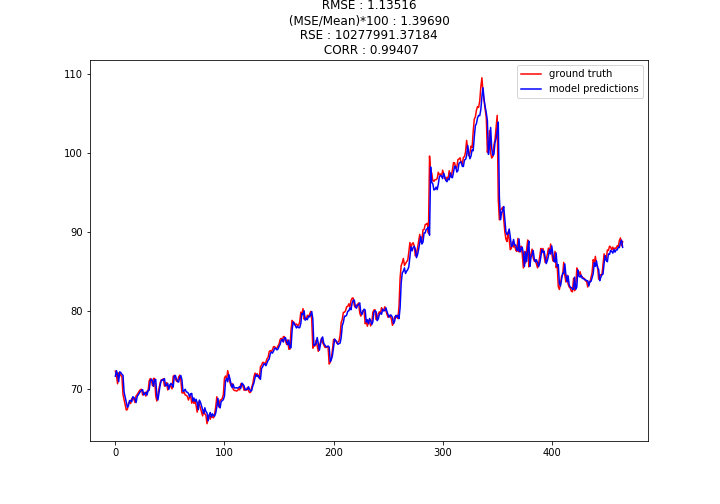 RMSE : 1.13516
(MSE/Mean)*100 : 1.39690
RSE : 10277991.37184
CORR : 0.99407
ground truth
model predictions
110
100
90
80
70
0 100 200 300 400